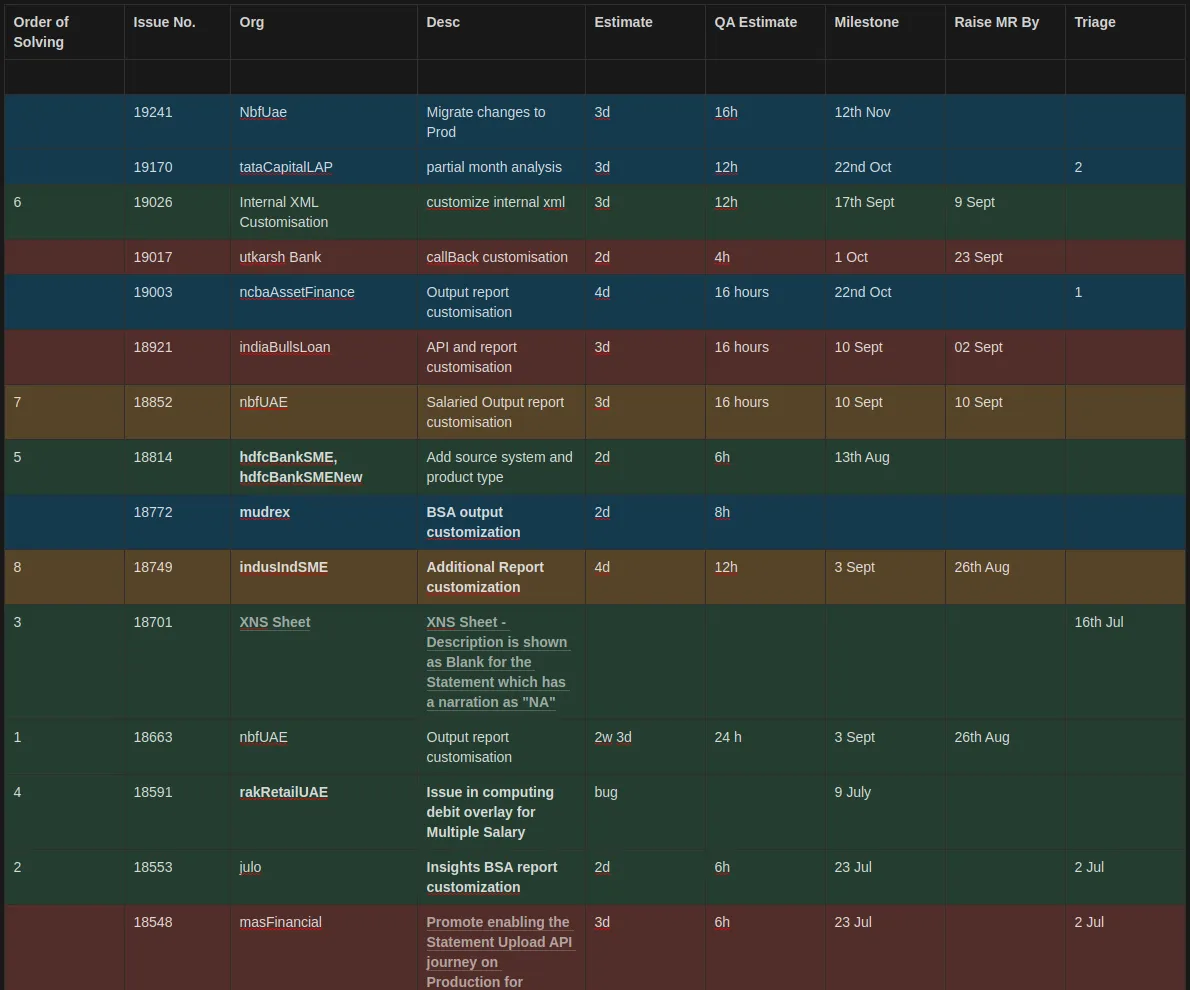 Order of Solving | Issue No. | Org | Desc | Estimate | QA Estimate | Milestone | Raise MR By | Triage
19241 | NbfUae | Migrate changes to Prod | 3d | 16h | 12th Nov
19170 | tataCapitalLAP | partial month analysis | 3d | 12h | 22nd Oct | 2
6 | 19026 | Internal XML Customisation | customize internal xml | 3d | 12h | 17th Sept | 9 Sept
19017 | utkarsh Bank | callBack customisation | 2d | 4h | 1 Oct | 23 Sept
19003 | ncbaAssetFinance | Output report customisation | 4d | 16 hours | 22nd Oct | 1
18921 | indiaBullsLoan | API and report customisation | 3d | 16 hours | 10 Sept | 02 Sept
7 | 18852 | nbfUAE | Salaried Output report customisation | 3d | 16 hours | 10 Sept | 10 Sept
5 | 18814 | hdfcBankSME, hdfcBankSMENew | Add source system and product type | 2d | 6h | 13th Aug
18772 | mudrex | BSA output customization | 2d | 8h
8 | 18749 | indusIndSME | Additional Report customization | 4d | 12h | 3 Sept | 26th Aug
3 | 18701 | XNS Sheet | XNS Sheet - Description is shown as Blank for the Statement which has a narration as "NA" | 16th Jul
1 | 18663 | nbfUAE | Output report customisation | 2w 3d | 24 h | 3 Sept | 26th Aug
4 | 18591 | rakRetailUAE | Issue in computing debit overlay for Multiple Salary | bug | 9 July
2 | 18553 | julo | Insights BSA report customization | 2d | 6h | 23 Jul | 2 Jul
18548 | masFinancial | Promote enabling the Statement Upload API journey on Production for | 3d | 6h | 23 Jul | 2 Jul